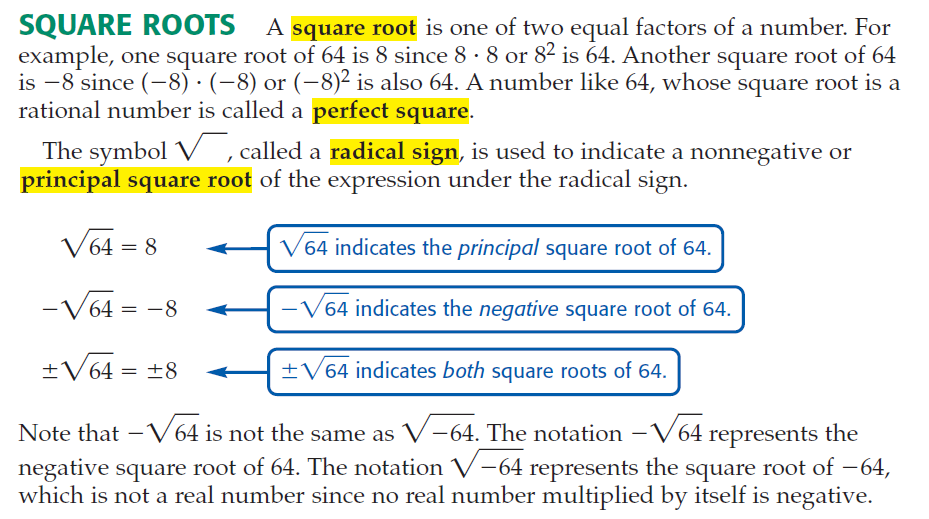 SQUARE ROOTS A square root is one of two equal factors of a number. For
example, one square root of 64 is 8 since 8 · 8 or 8² is 64. Another square root of 64
is −8 since (−8) · (−8) or (−8)² is also 64. A number like 64, whose square root is a
rational number is called a perfect square.
The symbol √‾ , called a radical sign, is used to indicate a nonnegative or
principal square root of the expression under the radical sign.
√64 = 8
√64 indicates the principal square root of 64.
−√64 = −8
−√64 indicates the negative square root of 64.
±√64 = ±8
±√64 indicates both square roots of 64.
Note that −√64 is not the same as √−64. The notation −√64 represents the
negative square root of 64. The notation √−64 represents the square root of −64,
which is not a real number since no real number multiplied by itself is negative.